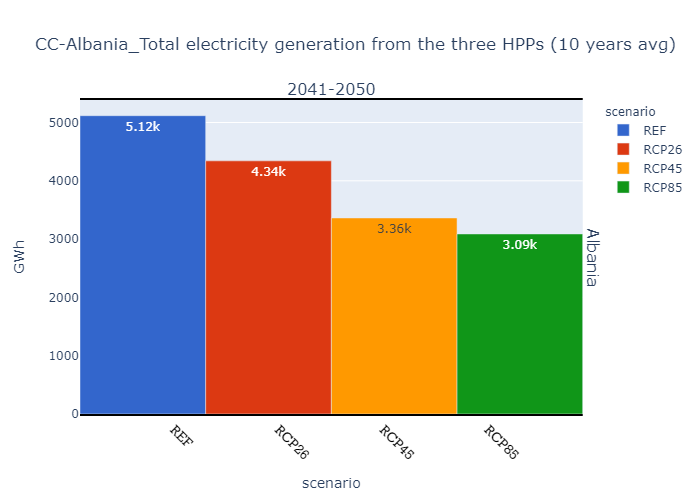 CC-Albania_Total electricity generation from the three HPPs (10 years avg)
2041-2050
scenario
REF
RCP26
RCP45
RCP85
5000
4000
3000
2000
1000
0
GWh
5.12k
4.34k
3.36k
3.09k
Albania
REF
RCP26
RCP45
RCP85
scenario